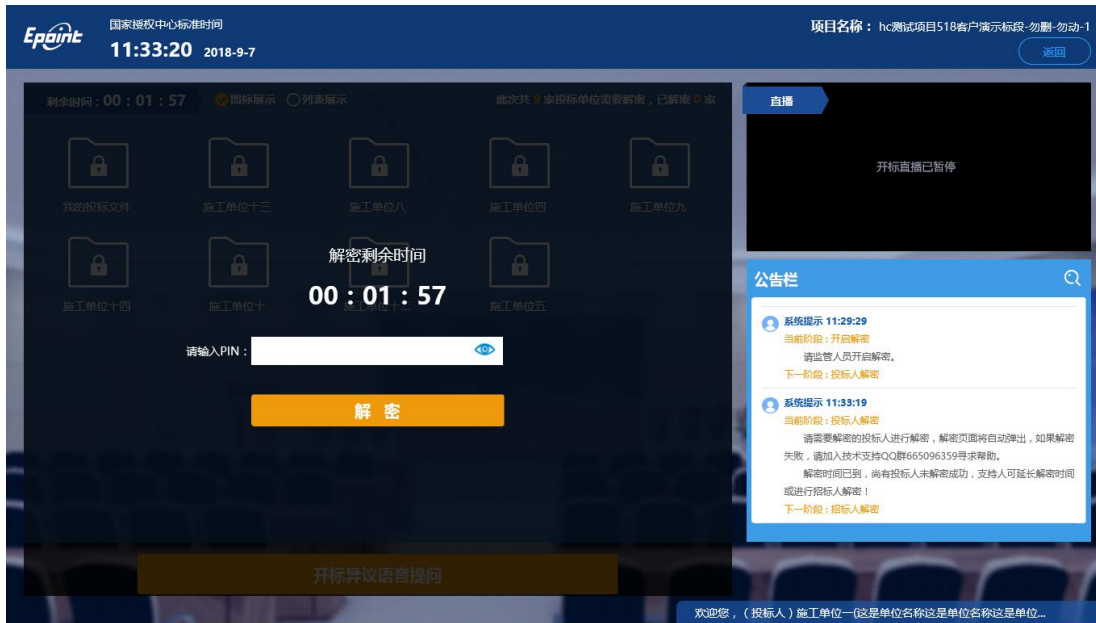 Epoint
国家授权中心标准时间
11:33:20 2018-9-7
项目名称：hc测试项目518客户演示标段-勿删-勿动-1
返回
剩余时间：00：01：57 图标展示 列表展示 此次共 9 家投标单位需要解密，已解密 0 家
我的投标文件 施工单位十三 施工单位八 施工单位四 施工单位九
施工单位十四 施工单位十 施工单位十二 施工单位五
解密剩余时间
00：01：57
请输入PIN：
解 密
开标异议语音提问
直播
开标直播已暂停
公告栏
系统提示 11:29:29
当前阶段：开启解密
请监管人员开启解密。
下一阶段：投标人解密
系统提示 11:33:19
当前阶段：投标人解密
请需要解密的投标人进行解密，解密页面将自动弹出，如果解密
失败，请加入技术支持QQ群665096359寻求帮助。
解密时间已到，尚有投标人未解密成功，支持人可延长解密时间
或进行招标人解密！
下一阶段：招标人解密
欢迎您，（投标人）施工单位一(这是单位名称这是单位名称这是单位...